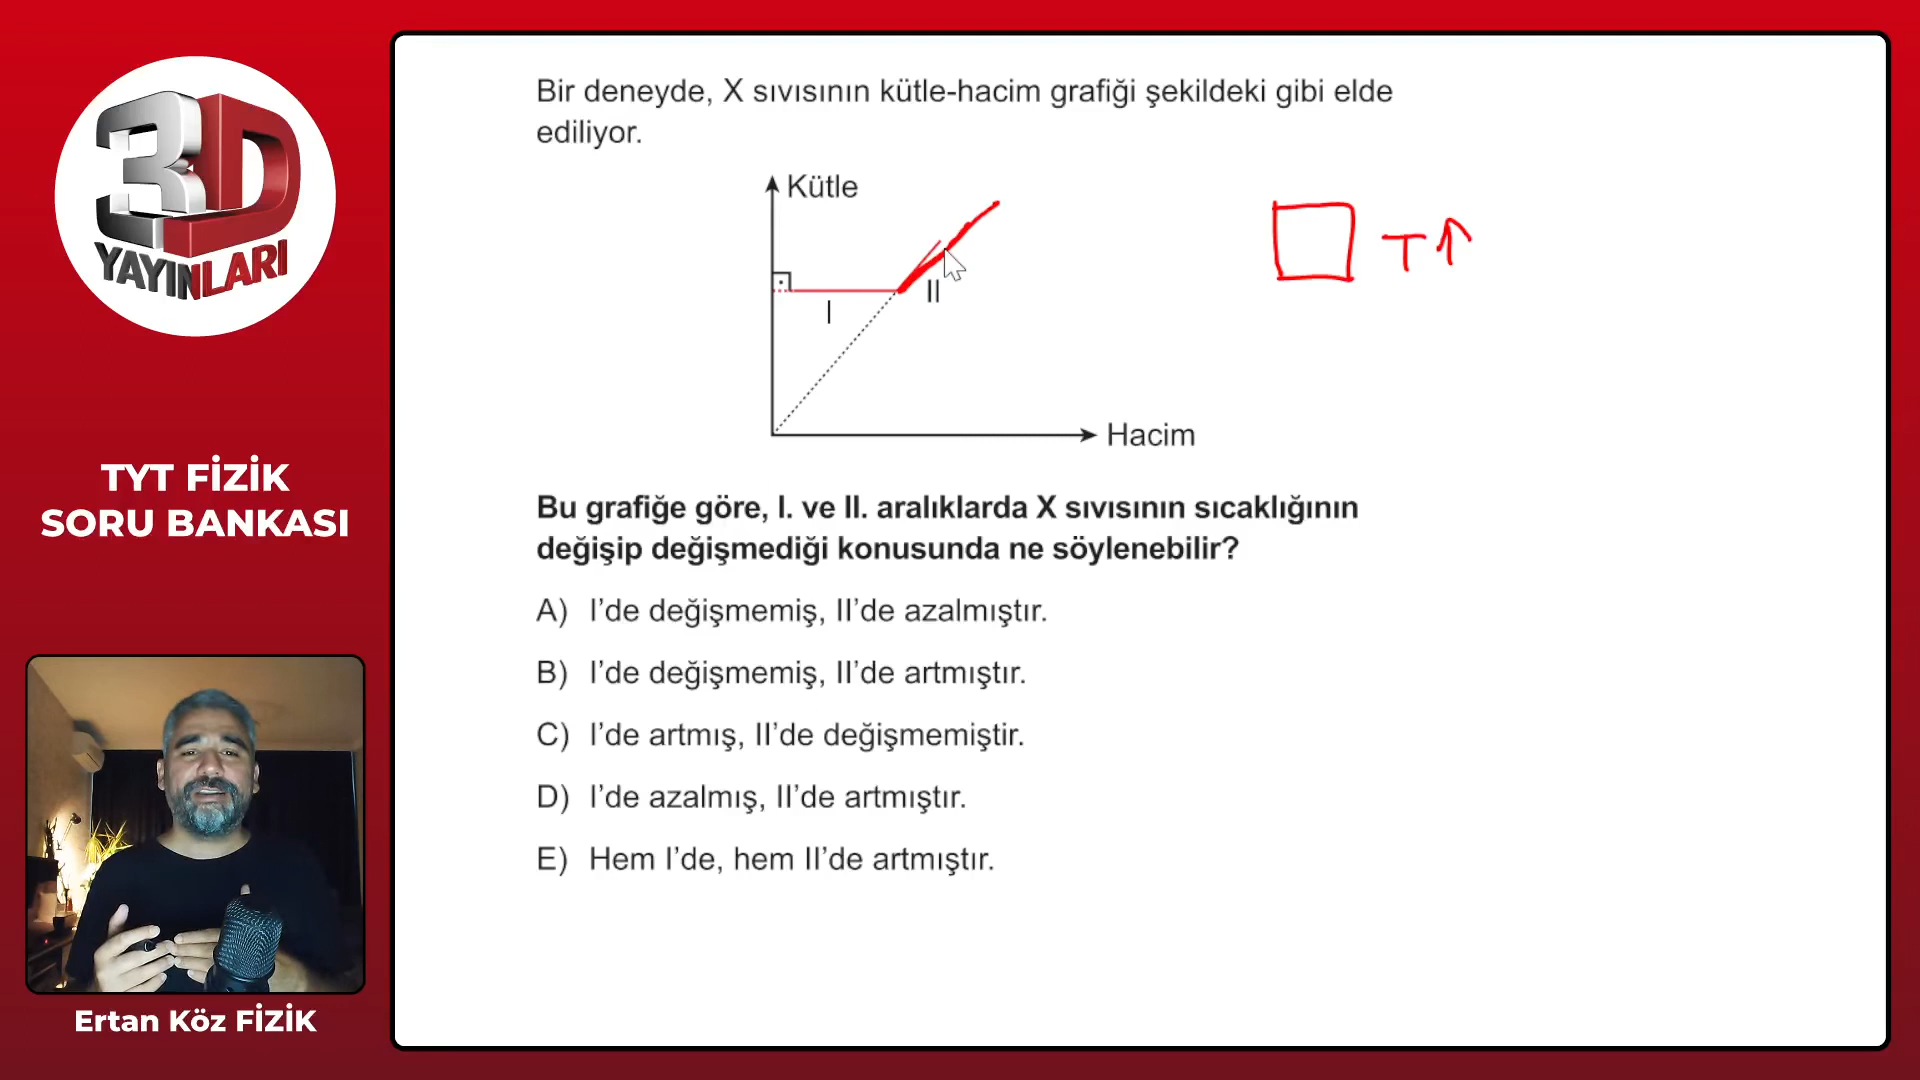 3D
YAYINLARI
TYT FİZİK
SORU BANKASI
Ertan Köz FİZİK
Bir deneyde, X sıvısının kütle-hacim grafiği şekildeki gibi elde
ediliyor.
Kütle
I
II
Hacim
T↑
Bu grafiğe göre, I. ve II. aralıklarda X sıvısının sıcaklığının
değişip değişmediği konusunda ne söylenebilir?
A) I’de değişmemiş, II’de azalmıştır.
B) I’de değişmemiş, II’de artmıştır.
C) I’de artmış, II’de değişmemiştir.
D) I’de azalmış, II’de artmıştır.
E) Hem I’de, hem II’de artmıştır.